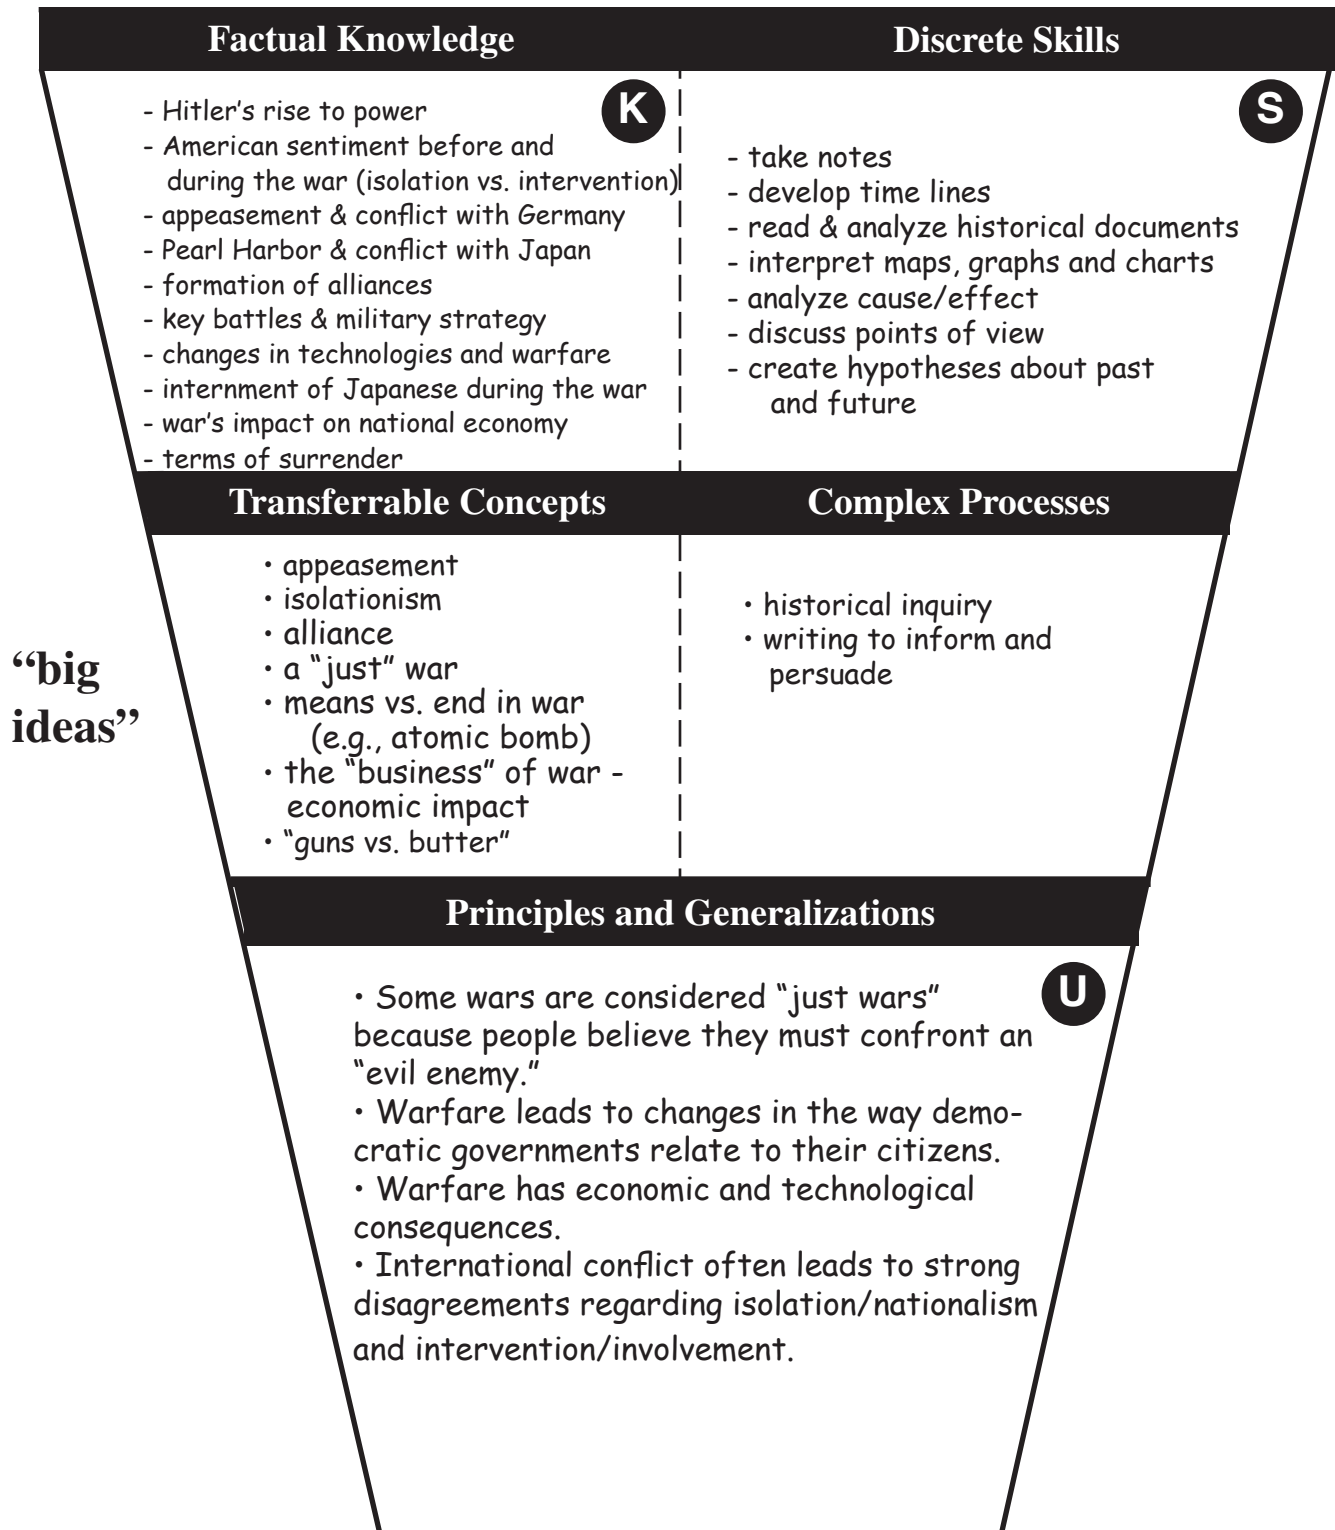 Factual Knowledge
Discrete Skills
K
- Hitler's rise to power
- American sentiment before and
during the war (isolation vs. intervention)
- appeasement & conflict with Germany
- Pearl Harbor & conflict with Japan
- formation of alliances
- key battles & military strategy
- changes in technologies and warfare
- internment of Japanese during the war
- war's impact on national economy
- terms of surrender
S
- take notes
- develop time lines
- read & analyze historical documents
- interpret maps, graphs and charts
- analyze cause/effect
- discuss points of view
- create hypotheses about past
and future
Transferrable Concepts
Complex Processes
"big
ideas"
• appeasement
• isolationism
• alliance
• a "just" war
• means vs. end in war
(e.g., atomic bomb)
• the "business" of war -
economic impact
• "guns vs. butter"
• historical inquiry
• writing to inform and
persuade
Principles and Generalizations
U
• Some wars are considered "just wars"
because people believe they must confront an
"evil enemy."
• Warfare leads to changes in the way demo-
cratic governments relate to their citizens.
• Warfare has economic and technological
consequences.
• International conflict often leads to strong
disagreements regarding isolation/nationalism
and intervention/involvement.